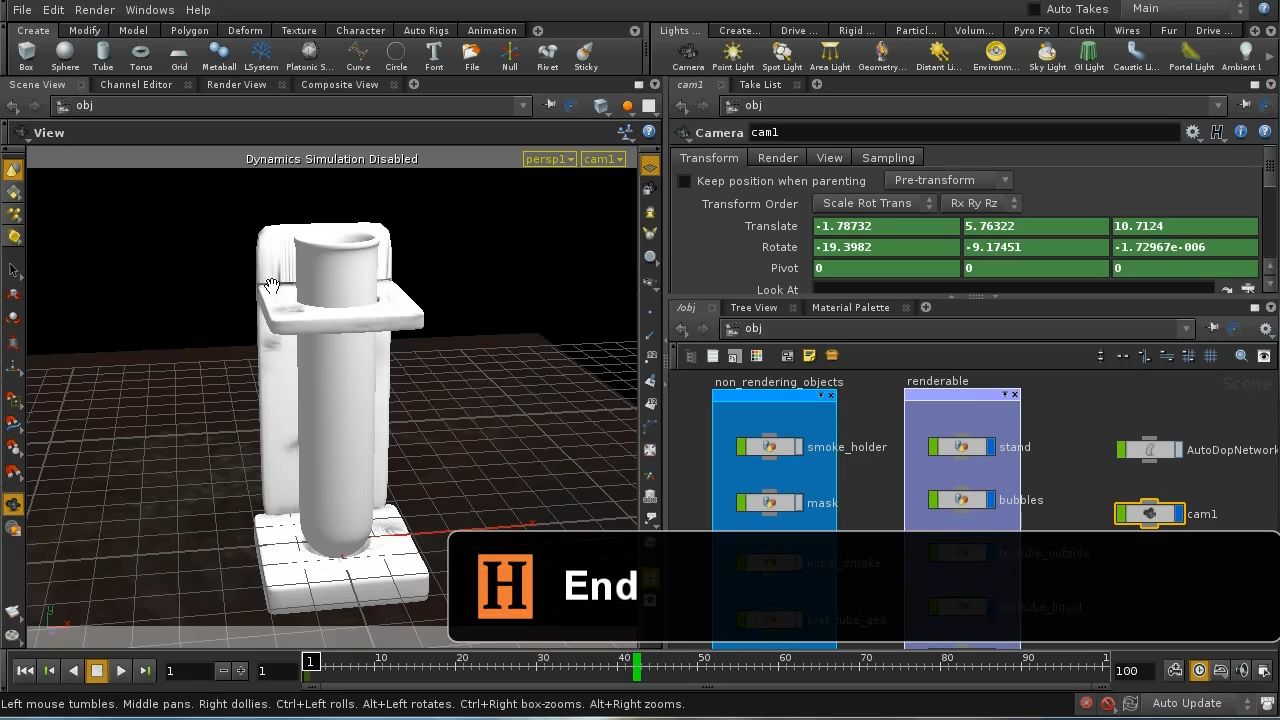 File Edit Render Windows Help Auto Takes Main
Create Modify Model Polygon Deform Texture Character Auto Rigs Animation
Lights ... Create... Drive ... Rigid ... Particl... Volum... Pyro FX Cloth Wires Fur Drive ...
Box Sphere Tube Torus Grid Metaball LSystem Platonic S... Curve Circle Font File Null Rivet Sticky
Camera Point Light Spot Light Area Light Geometry... Distant Li... Environm... Sky Light GI Light Caustic Li... Portal Light Ambient L
Scene View Channel Editor Render View Composite View
cam1 Take List
obj
obj
View
Camera cam1
Dynamics Simulation Disabled persp1 cam1
Transform Render View Sampling
Keep position when parenting Pre-transform
Transform Order Scale Rot Trans Rx Ry Rz
Translate -1.78732 5.76322 10.7124
Rotate -19.3982 -9.17451 -1.72967e-006
Pivot 0 0 0
Look At
/obj Tree View Material Palette
obj
Scene
non_rendering_objects renderable
smoke_holder stand AutoDopNetwork
mask bubbles cam1
initial_smoke testtube_outside
test_tube_geo testtube_liquid
H End
y
x
1 1 1 10 20 30 40 50 60 70 80 90 1 100
Left mouse tumbles. Middle pans. Right dollies. Ctrl+Left rolls. Alt+Left rotates. Ctrl+Right box-zooms. Alt+Right zooms. Auto Update